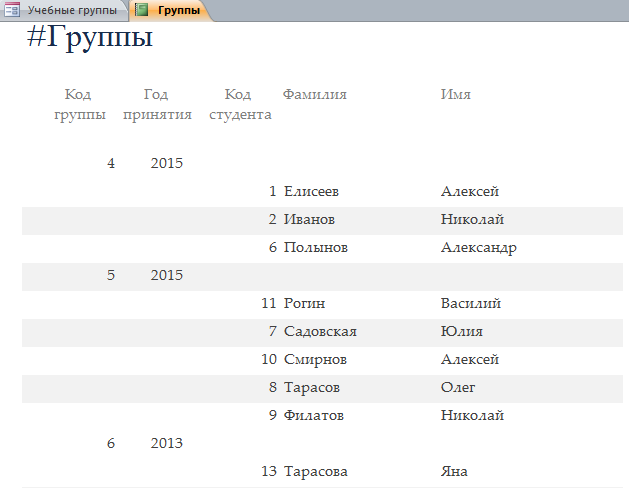 Учебные группы Группы
#Группы
Код Год Код Фамилия Имя
группы принятия студента
4 2015
1 Елисеев Алексей
2 Иванов Николай
6 Полынов Александр
5 2015
11 Рогин Василий
7 Садовская Юлия
10 Смирнов Алексей
8 Тарасов Олег
9 Филатов Николай
6 2013
13 Тарасова Яна